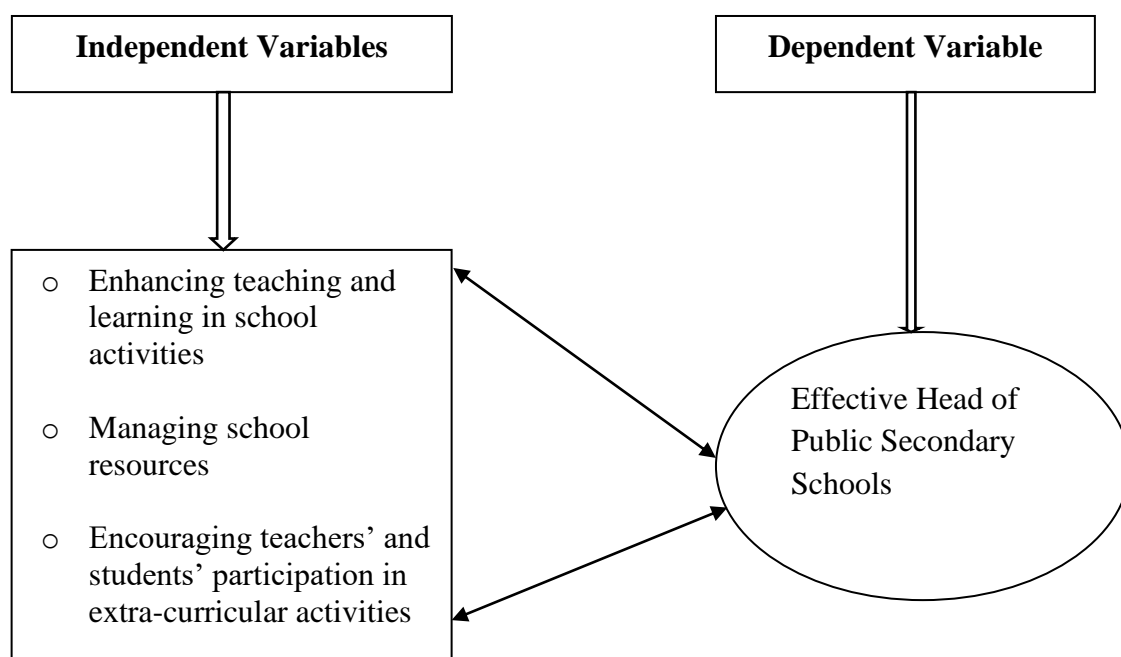 Independent Variables
Dependent Variable
o Enhancing teaching and
learning in school
activities
o Managing school
resources
o Encouraging teachers’ and
students’ participation in
extra-curricular activities
Effective Head of
Public Secondary
Schools